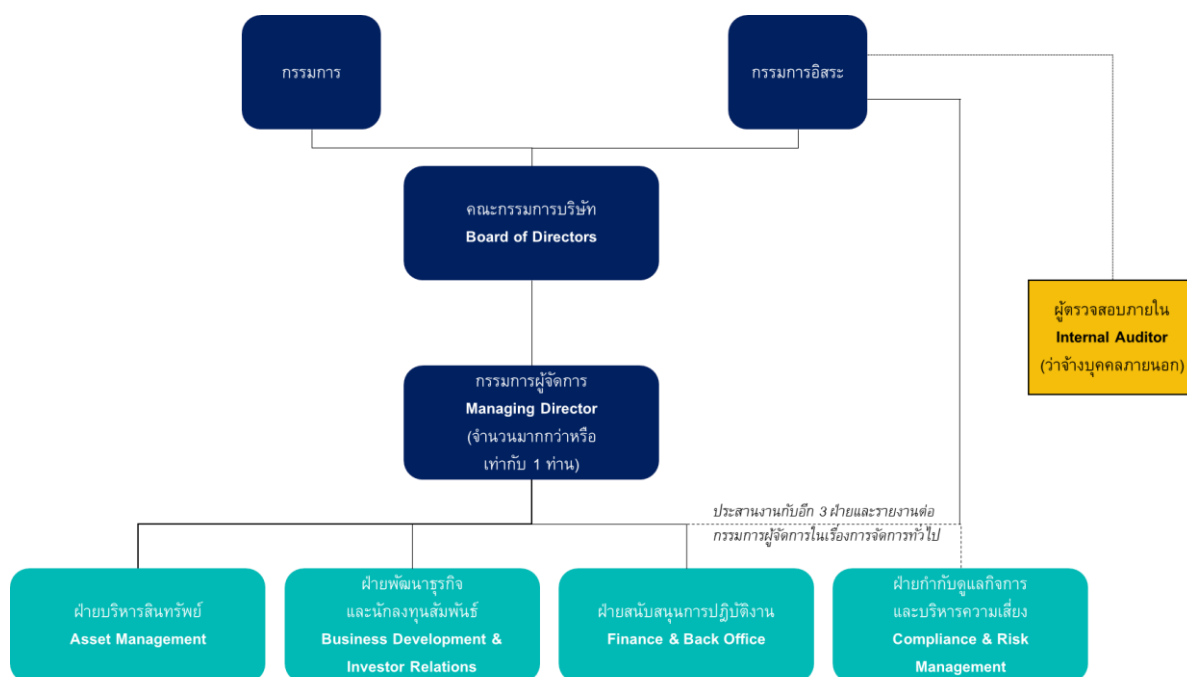 กรรมการ
กรรมการอิสระ
คณะกรรมการบริษัท
Board of Directors
ผู้ตรวจสอบภายใน
Internal Auditor
(ว่าจ้างบุคคลภายนอก)
กรรมการผู้จัดการ
Managing Director
(จำนวนมากกว่าหรือ
เท่ากับ 1 ท่าน)
ประสานงานกับอีก 3 ฝ่ายและรายงานต่อ
กรรมการผู้จัดการในเรื่องการจัดการทั่วไป
ฝ่ายบริหารสินทรัพย์
Asset Management
ฝ่ายพัฒนาธุรกิจ
และนักลงทุนสัมพันธ์
Business Development &
Investor Relations
ฝ่ายสนับสนุนการปฏิบัติงาน
Finance & Back Office
ฝ่ายกำกับดูแลกิจการ
และบริหารความเสี่ยง
Compliance & Risk
Management